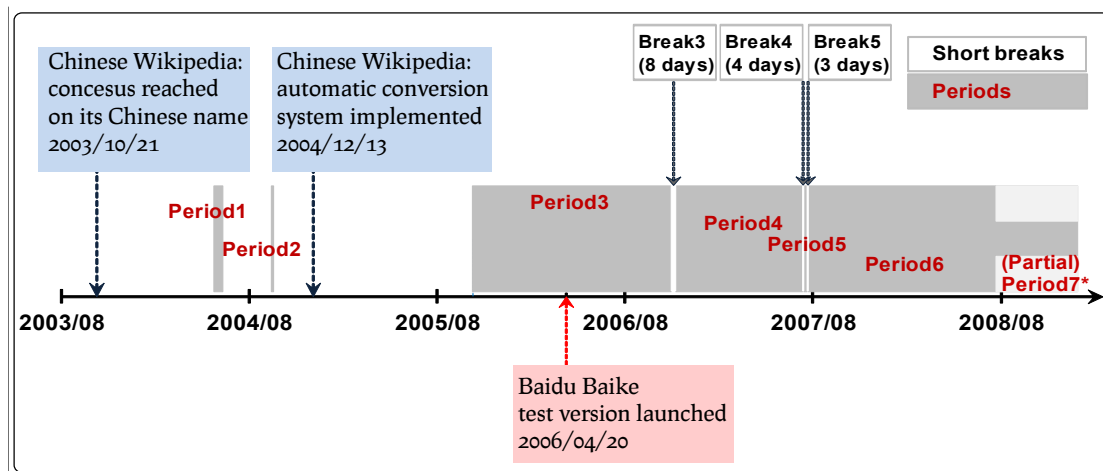 Chinese Wikipedia:
concesus reached
on its Chinese name
2003/10/21
Chinese Wikipedia:
automatic conversion
system implemented
2004/12/13
Break3
(8 days)
Break4
(4 days)
Break5
(3 days)
Short breaks
Periods
Period1
Period2
Period3
Period4
Period5
Period6
(Partial)
Period7*
2003/08
2004/08
2005/08
2006/08
2007/08
2008/08
Baidu Baike
test version launched
2006/04/20